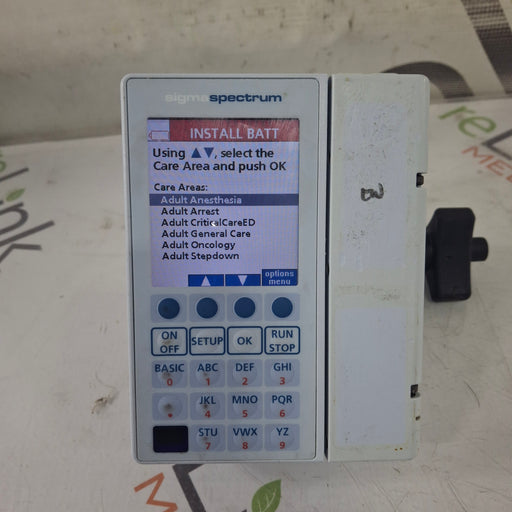 sigmaspectrum
INSTALL BATT
Using ▲▼, select the
Care Area and push OK
Care Areas:
Adult Anesthesia
Adult Arrest
Adult CriticalCareED
Adult General Care
Adult Oncology
Adult Stepdown
options
menu
ON
OFF
SETUP
OK
RUN
STOP
BASIC
0
ABC
1
DEF
2
GHI
3
JKL
4
MNO
5
PQR
6
STU
7
VWX
8
YZ
9